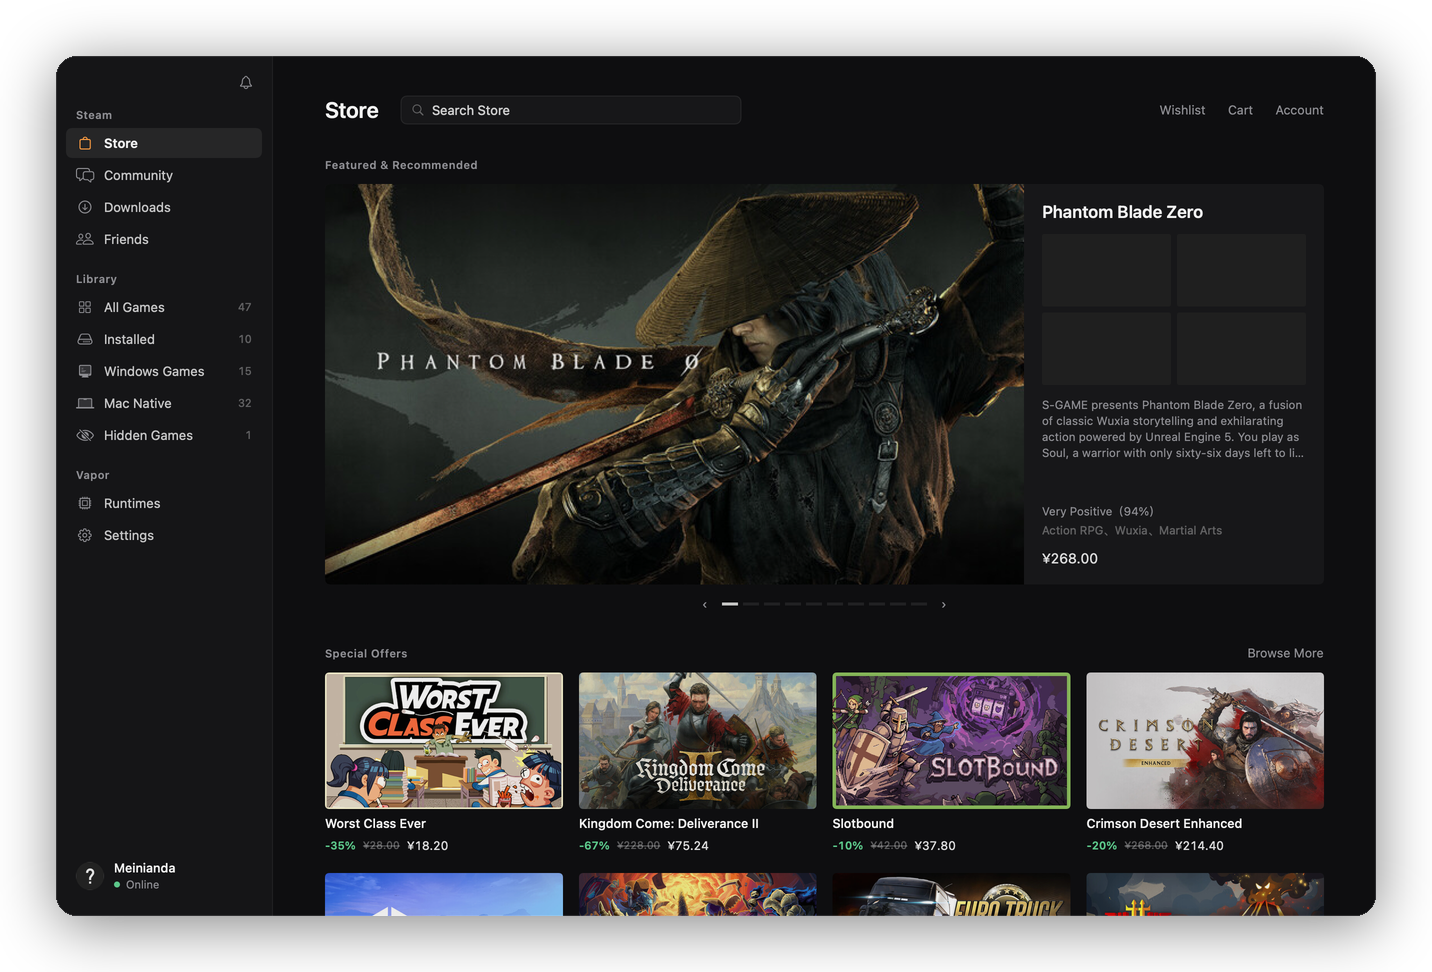 Steam
Store
Community
Downloads
Friends
Library
All Games 47
Installed 10
Windows Games 15
Mac Native 32
Hidden Games 1
Vapor
Runtimes
Settings
?
Meinianda
Online
Store
Search Store
Wishlist Cart Account
Featured & Recommended
PHANTOM BLADE 0
Phantom Blade Zero
S-GAME presents Phantom Blade Zero, a fusion
of classic Wuxia storytelling and exhilarating
action powered by Unreal Engine 5. You play as
Soul, a warrior with only sixty-six days left to li...
Very Positive (94%)
Action RPG、Wuxia、Martial Arts
¥268.00
‹ ›
Special Offers
Browse More
WORST
CLASS EVER
Worst Class Ever
-35% ¥28.00 ¥18.20
Kingdom Come
Deliverance
II
Kingdom Come: Deliverance II
-67% ¥228.00 ¥75.24
SLOTBOUND
Slotbound
-10% ¥42.00 ¥37.80
CRIMSON
DESERT
ENHANCED
Crimson Desert Enhanced
-20% ¥268.00 ¥214.40
EURO TRUCK